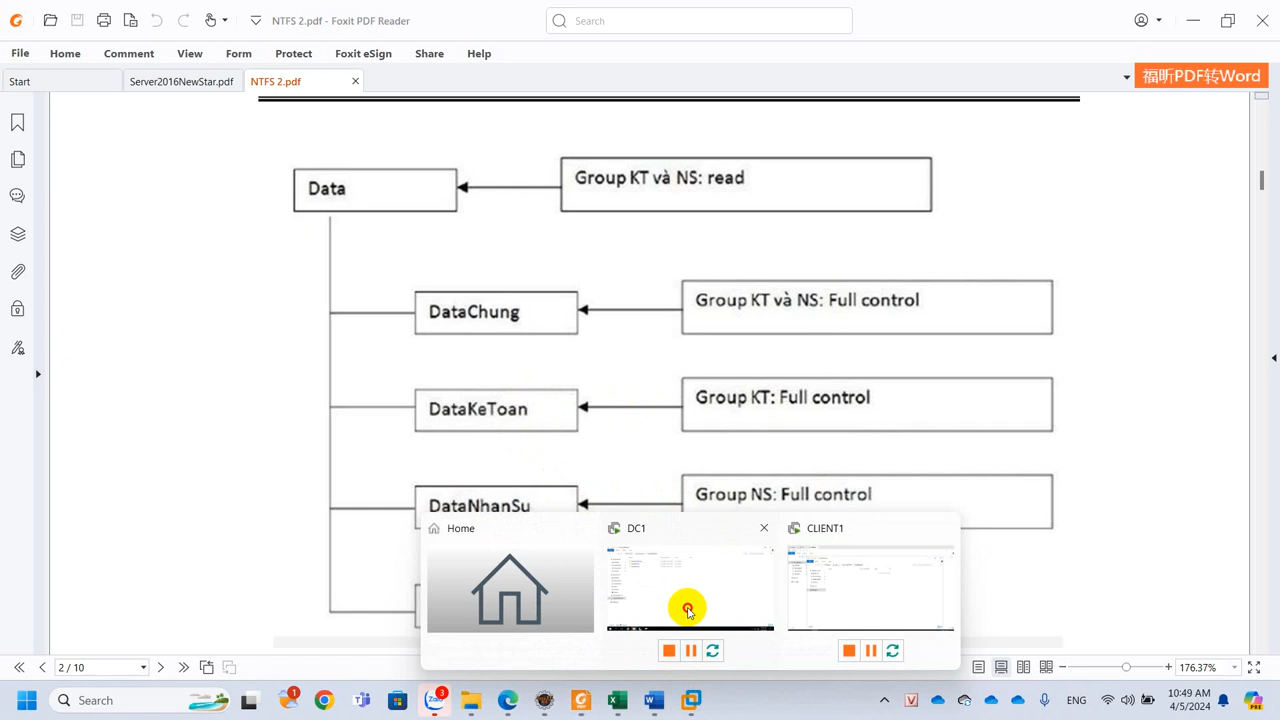 NTFS 2.pdf - Foxit PDF Reader
Search
File Home Comment View Form Protect Foxit eSign Share Help
Start
Server2016NewStar.pdf
NTFS 2.pdf
福昕PDF转Word
Data
Group KT và NS: read
DataChung
Group KT và NS: Full control
DataKeToan
Group KT: Full control
DataNhanSu
Group NS: Full control
Home
DC1
CLIENT1
2 / 10
176.37%
Search
1
3
ENG
10:49 AM
4/5/2024
PRE